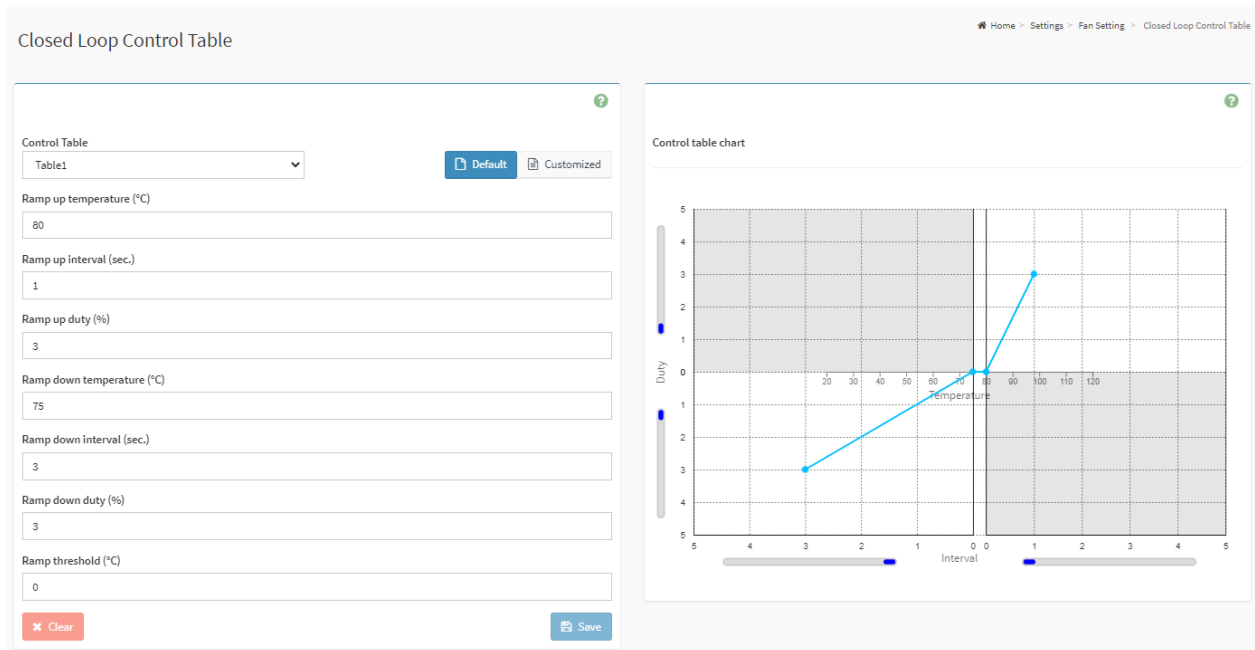 Closed Loop Control Table
Home > Settings > Fan Setting > Closed Loop Control Table
Control Table
Table1
Default
Customized
Ramp up temperature (°C)
80
Ramp up interval (sec.)
1
Ramp up duty (%)
3
Ramp down temperature (°C)
75
Ramp down interval (sec.)
3
Ramp down duty (%)
3
Ramp threshold (°C)
0
Clear
Save
Control table chart
5
4
3
2
1
0
1
2
3
4
5
Duty
20 30 40 50 60 70 80 90 100 110 120
Temperature
5 4 3 2 1 0 0 1 2 3 4 5
Interval